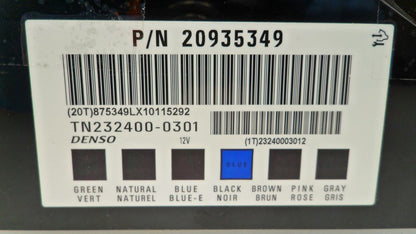 P/N 20935349
(20T)875349LX10115292
TN232400-0301
(1T)23240003012
DENSO 12V
BLUE
GREEN NATURAL BLUE BLACK BROWN PINK GRAY
VERT NATUREL BLUE-E NOIR BRUN ROSE GRIS